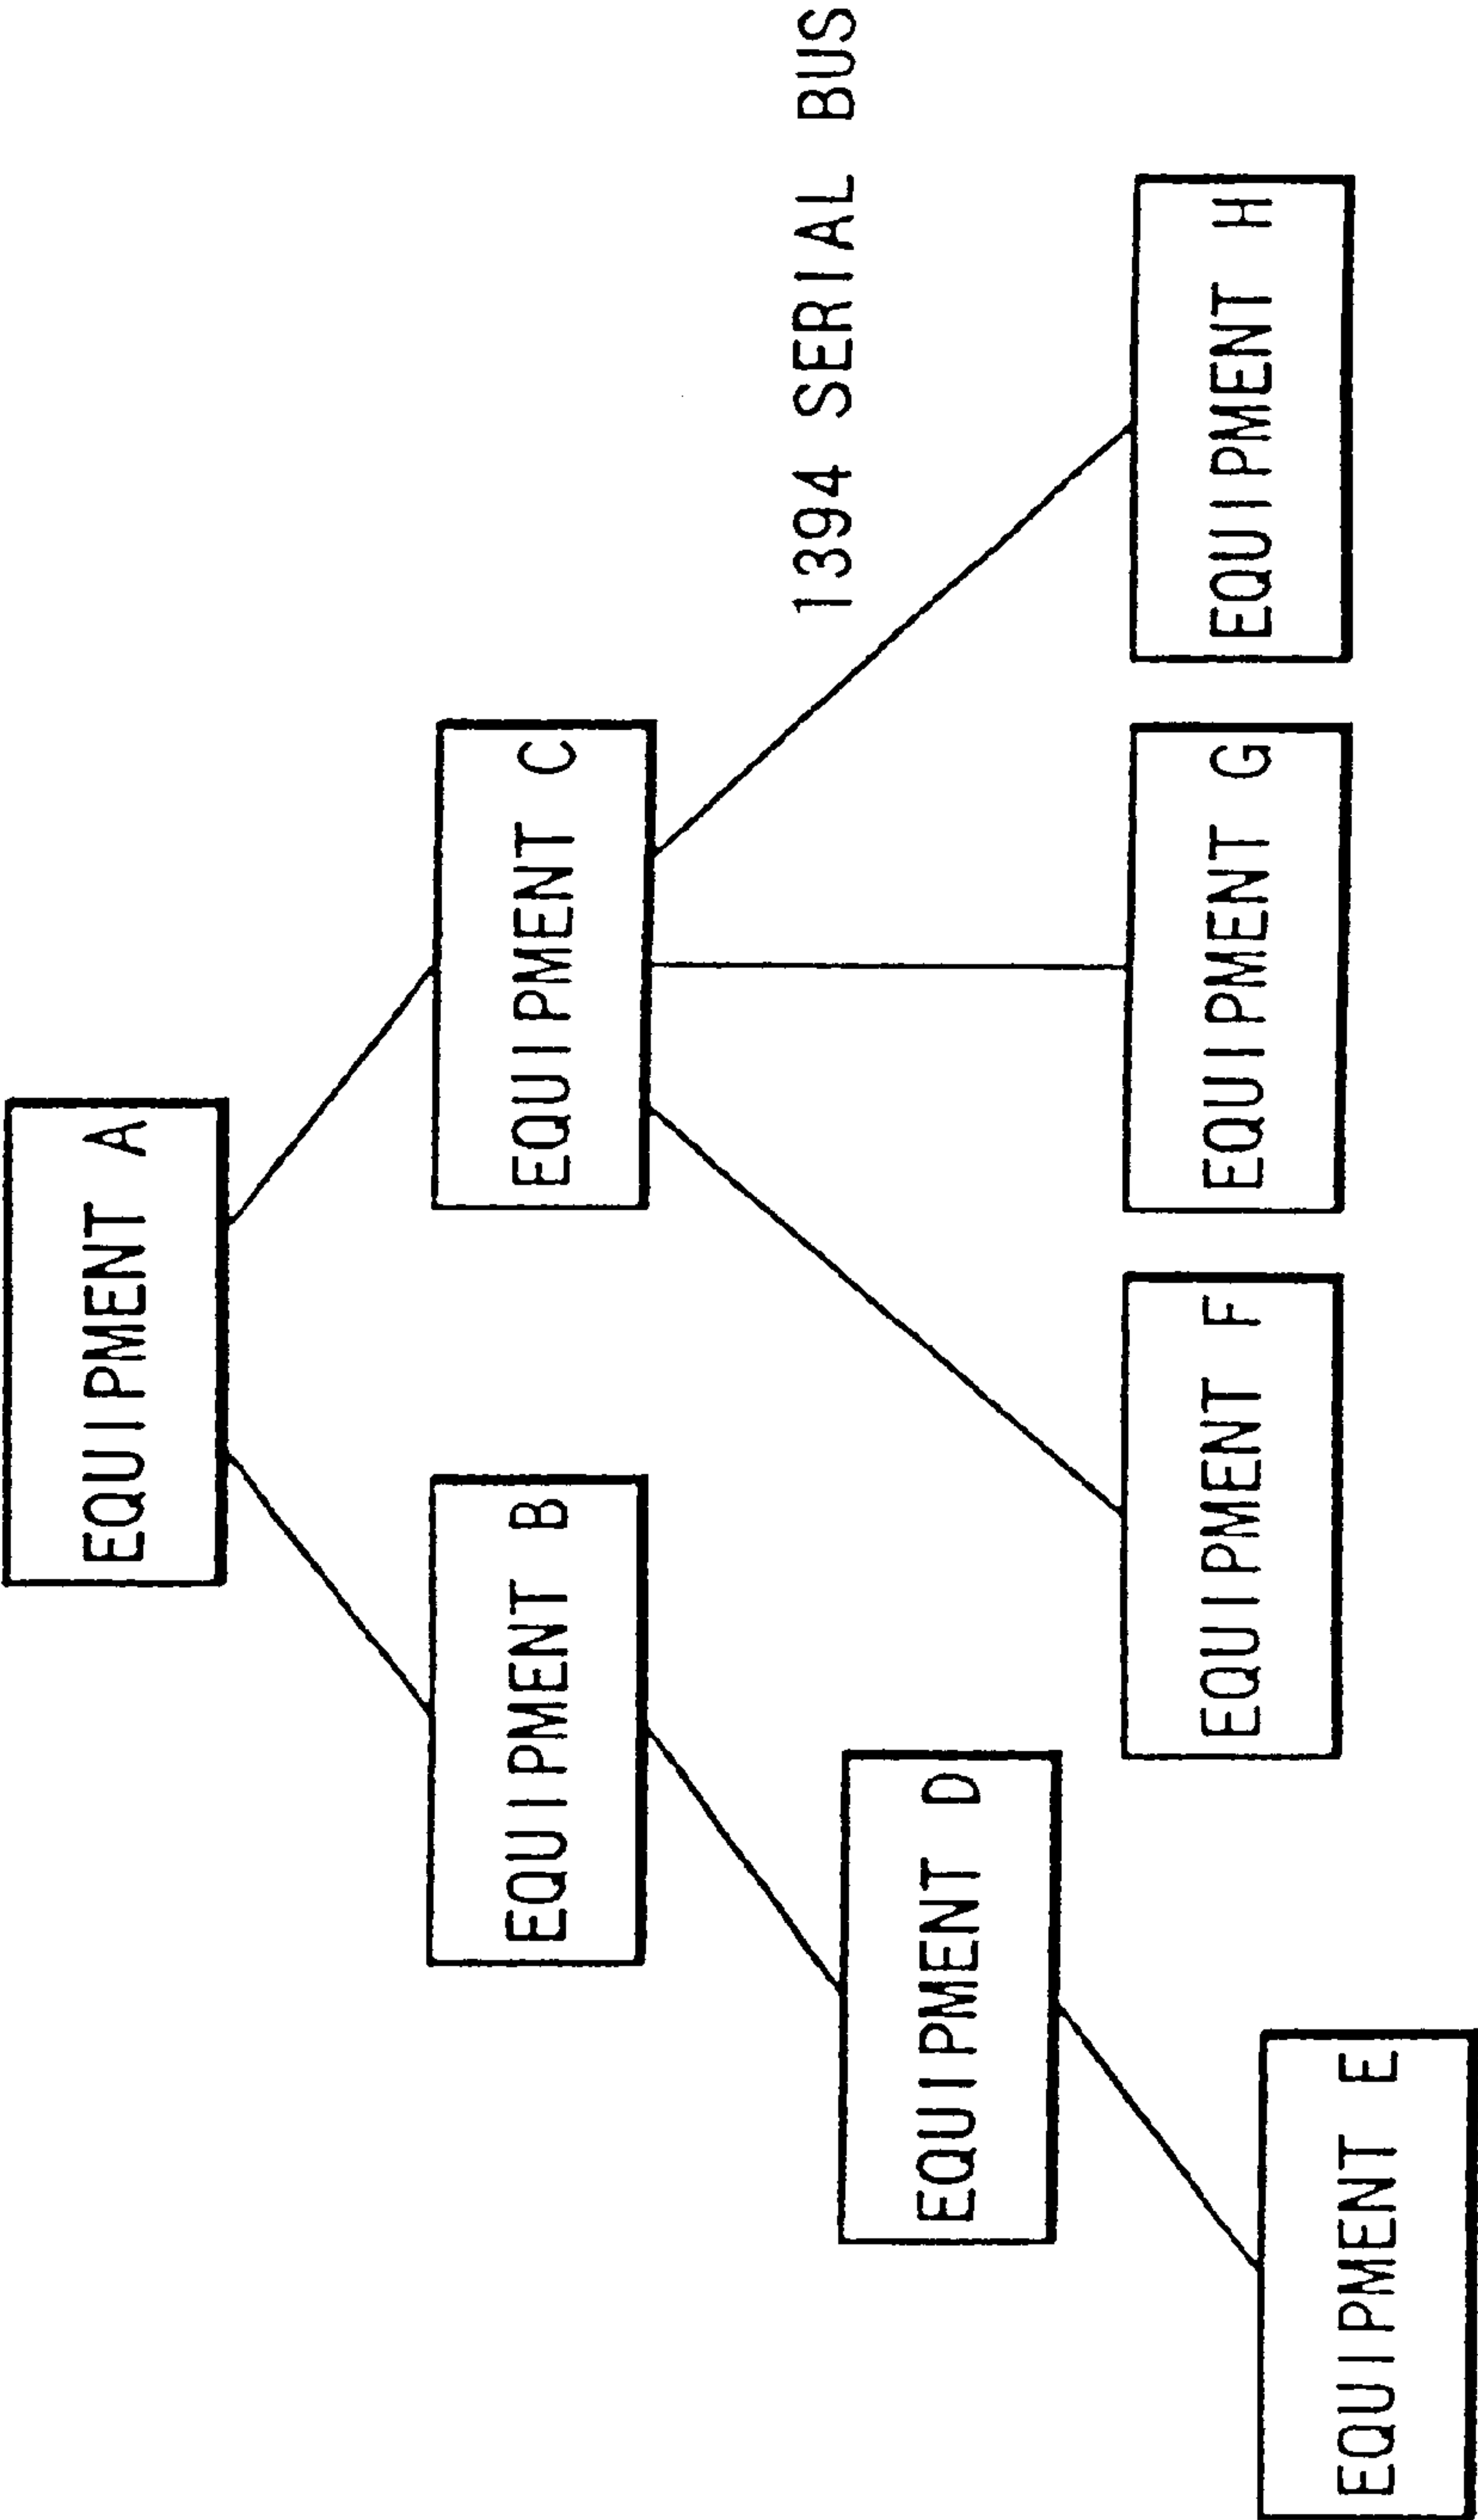 EQUIPMENT A
EQUIPMENT B
EQUIPMENT C
1394 SERIAL BUS
EQUIPMENT D
EQUIPMENT F
EQUIPMENT G
EQUIPMENT H
EQUIPMENT E